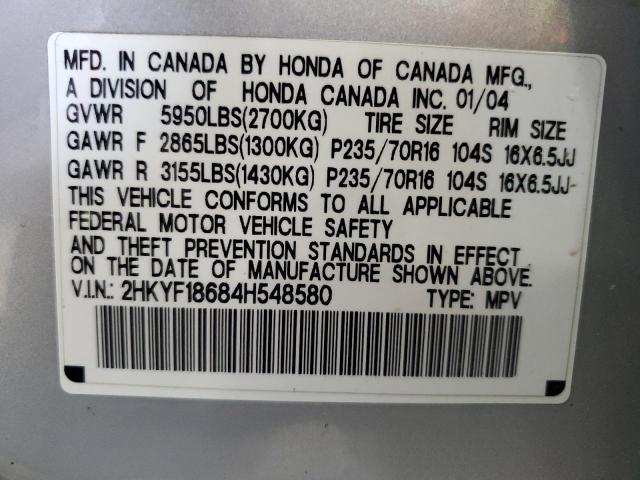 MFD. IN CANADA BY HONDA OF CANADA MFG.,
A DIVISION OF HONDA CANADA INC. 01/04
GVWR 5950LBS(2700KG) TIRE SIZE RIM SIZE
GAWR F 2865LBS(1300KG) P235/70R16 104S 16X6.5JJ
GAWR R 3155LBS(1430KG) P235/70R16 104S 16X6.5JJ
THIS VEHICLE CONFORMS TO ALL APPLICABLE
FEDERAL MOTOR VEHICLE SAFETY
AND THEFT PREVENTION STANDARDS IN EFFECT
ON THE DATE OF MANUFACTURE SHOWN ABOVE.
V.I.N.: 2HKYF18684H548580 TYPE: MPV